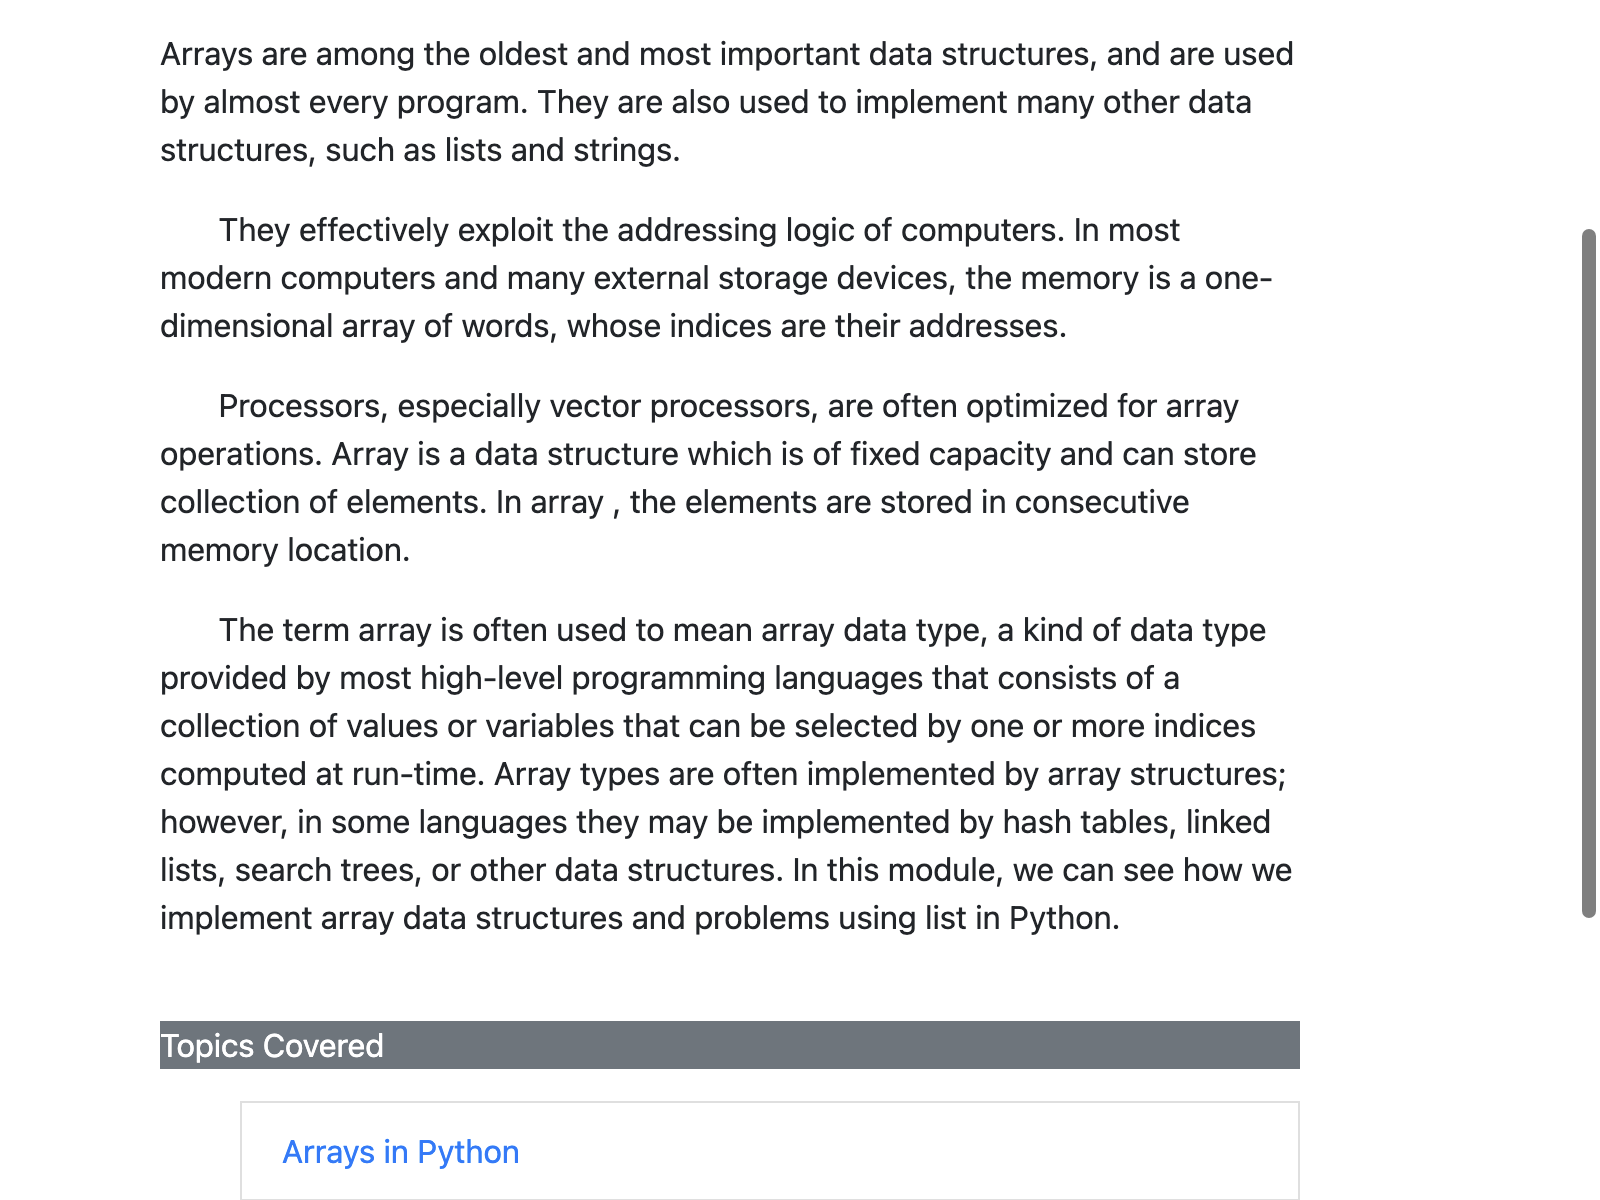 Arrays are among the oldest and most important data structures, and are used
by almost every program. They are also used to implement many other data
structures, such as lists and strings.
They effectively exploit the addressing logic of computers. In most
modern computers and many external storage devices, the memory is a one-
dimensional array of words, whose indices are their addresses.
Processors, especially vector processors, are often optimized for array
operations. Array is a data structure which is of fixed capacity and can store
collection of elements. In array , the elements are stored in consecutive
memory location.
The term array is often used to mean array data type, a kind of data type
provided by most high-level programming languages that consists of a
collection of values or variables that can be selected by one or more indices
computed at run-time. Array types are often implemented by array structures;
however, in some languages they may be implemented by hash tables, linked
lists, search trees, or other data structures. In this module, we can see how we
implement array data structures and problems using list in Python.
Topics Covered
Arrays in Python